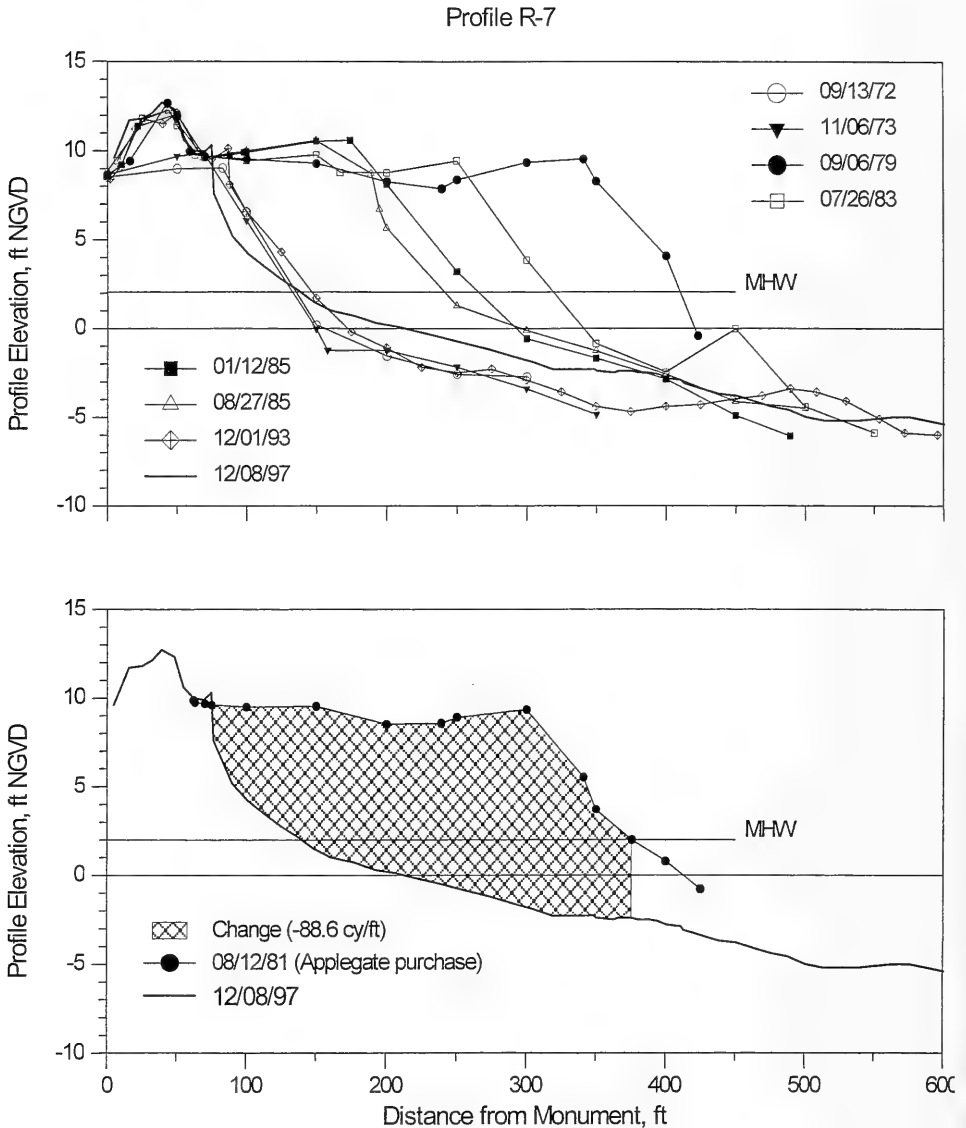 Profile R-7
15
10
5
0
-5
-10
Profile Elevation, ft NGVD
09/13/72
11/06/73
09/06/79
07/26/83
MHW
01/12/85
08/27/85
12/01/93
12/08/97
15
10
5
0
-5
-10
Profile Elevation, ft NGVD
MHW
Change (-88.6 cy/ft)
08/12/81 (Applegate purchase)
12/08/97
0 100 200 300 400 500 600
Distance from Monument, ft